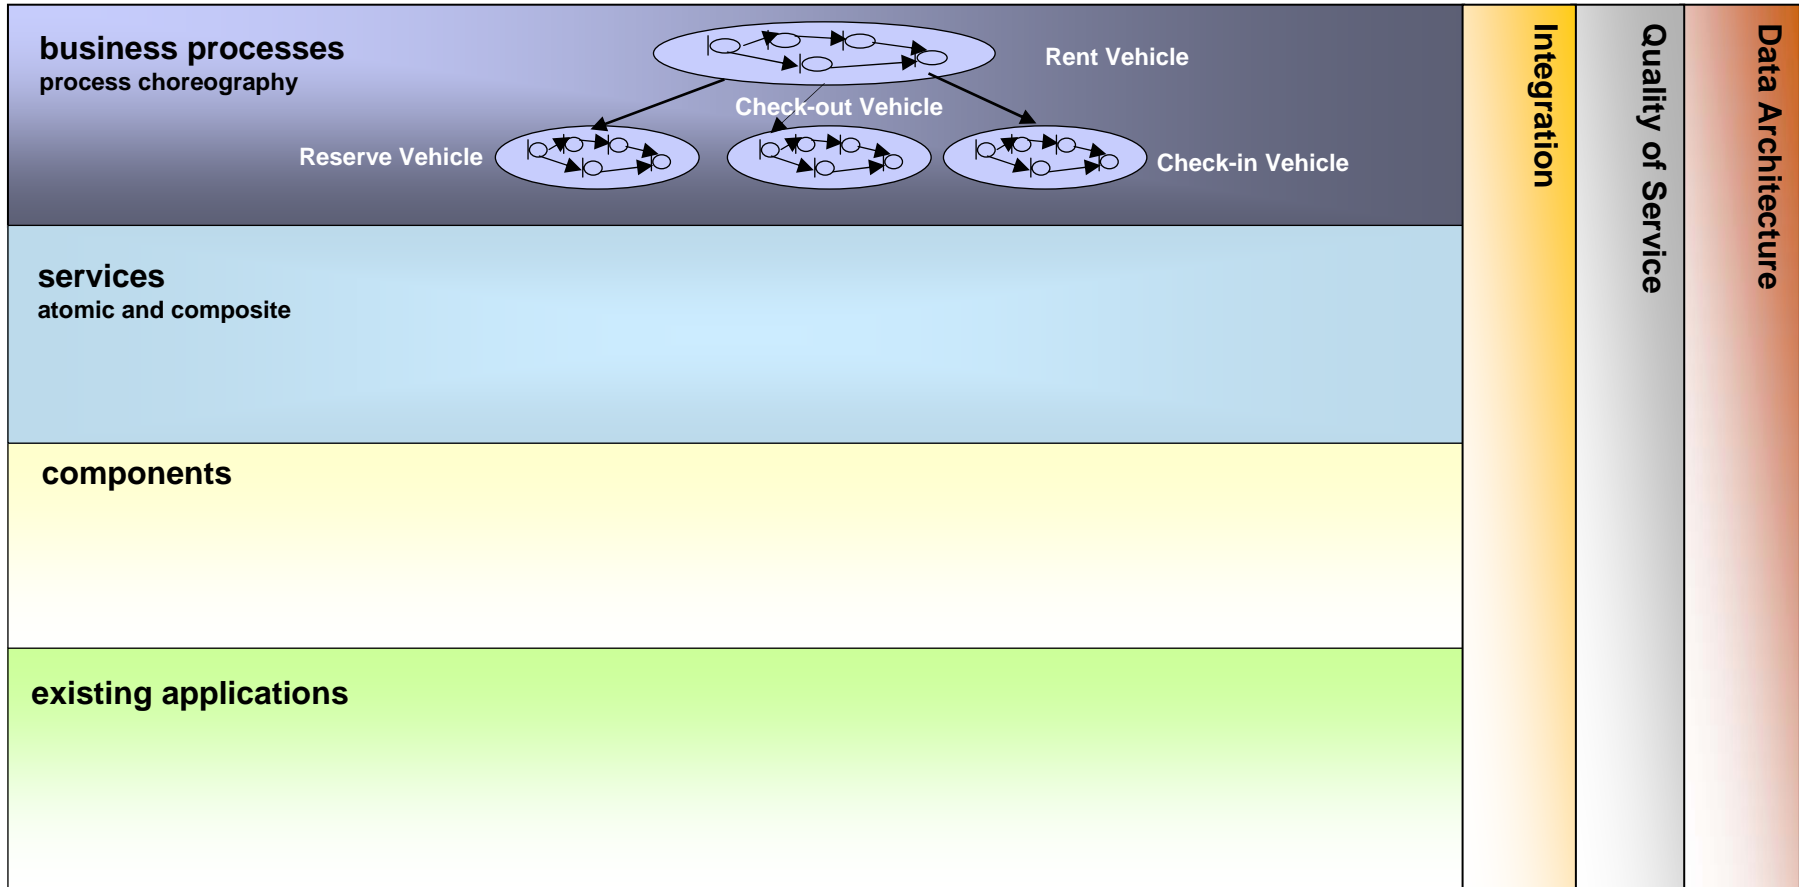 business processes
process choreography
Rent Vehicle
Check-out Vehicle
Reserve Vehicle
Check-in Vehicle
services
atomic and composite
components
existing applications
Integration
Quality of Service
Data Architecture